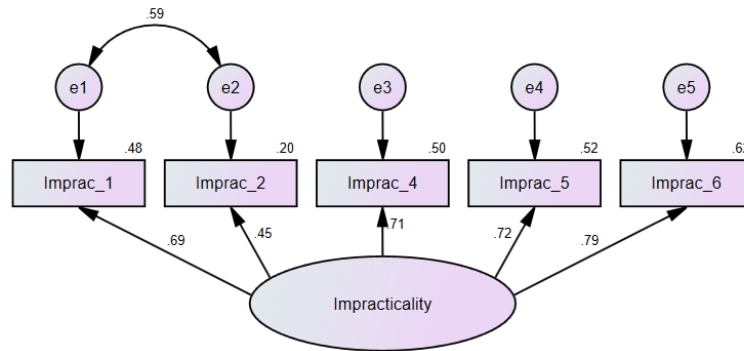 .59
e1 e2 e3 e4 e5
.48 .20 .50 .52 .62
Imprac_1 Imprac_2 Imprac_4 Imprac_5 Imprac_6
.69 .45 .71 .72 .79
Impracticality